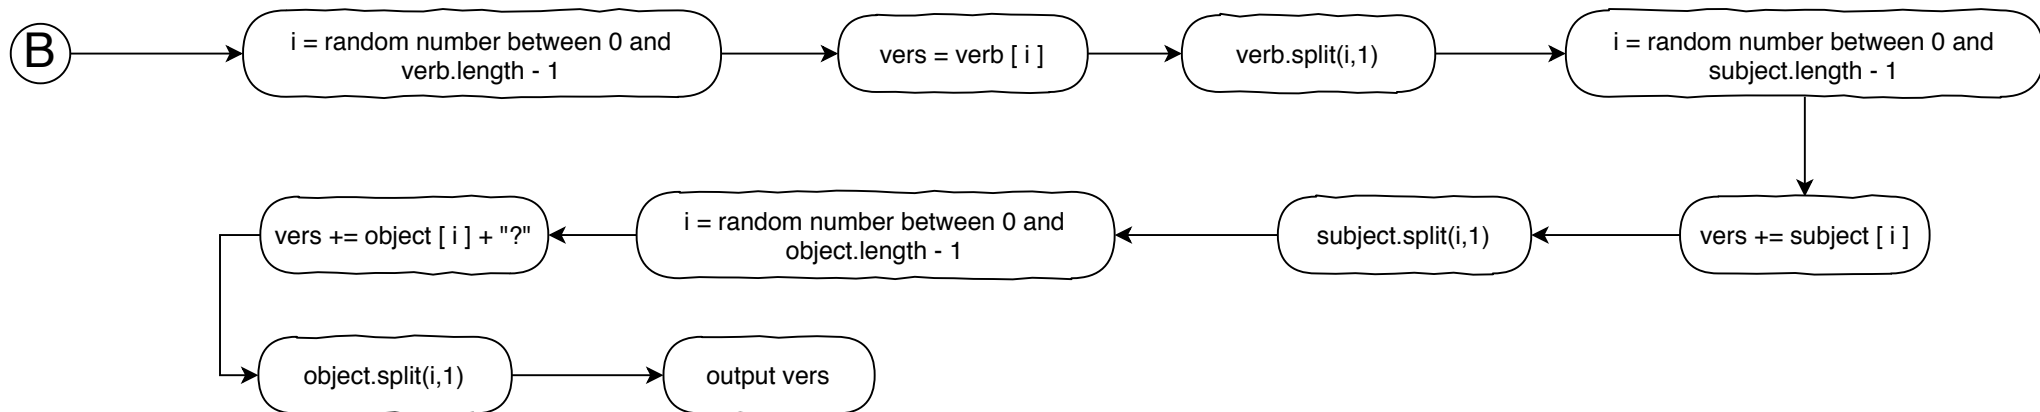 B
i = random number between 0 and
verb.length - 1
vers = verb [ i ]
verb.split(i,1)
i = random number between 0 and
subject.length - 1
vers += subject [ i ]
subject.split(i,1)
i = random number between 0 and
object.length - 1
vers += object [ i ] + "?"
object.split(i,1)
output vers